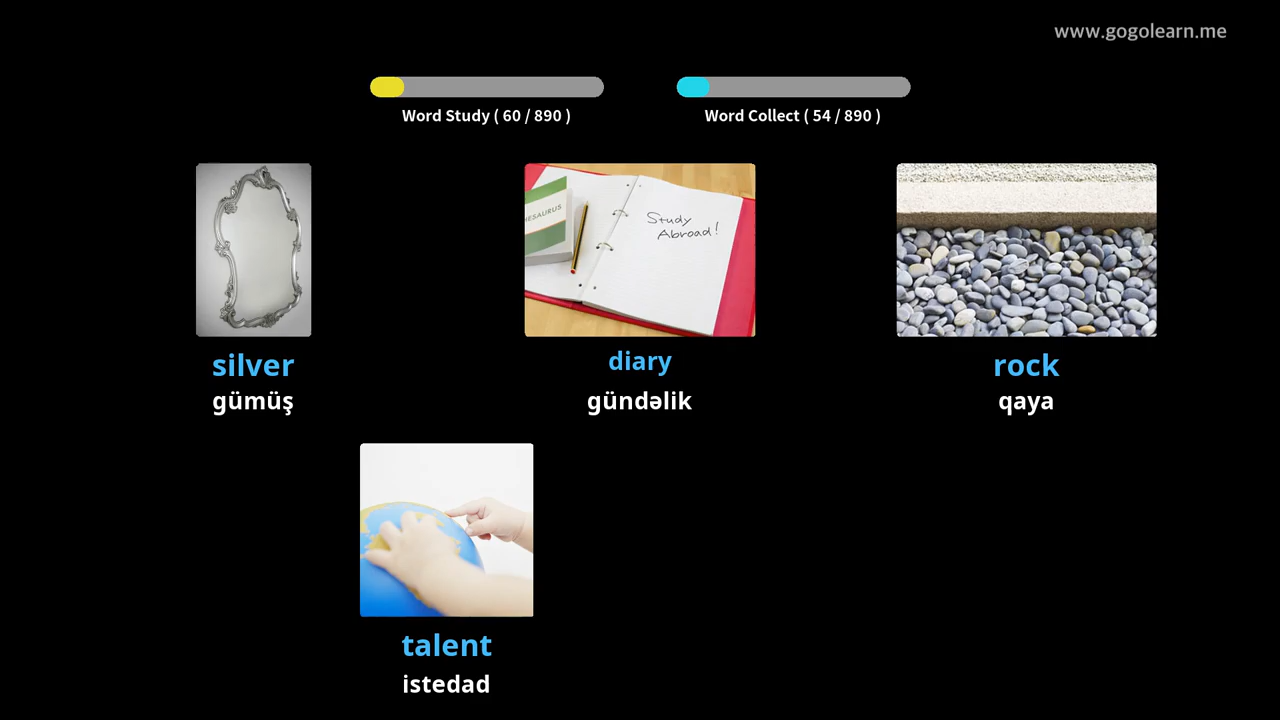 www.gogolearn.me
Word Study ( 60 / 890 )
Word Collect ( 54 / 890 )
HESAURUS
Study
Abroad!
silver
gümüş
diary
gündəlik
rock
qaya
talent
istedad